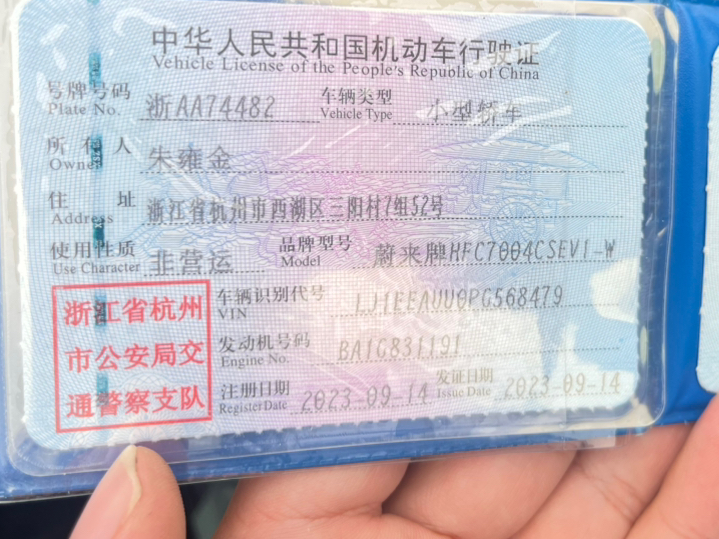 中华人民共和国机动车行驶证
Vehicle License of the People's Republic of China
号牌号码 Plate No. 浙AA74482 车辆类型 Vehicle Type 小型轿车
所有人 Owner 朱雍金
住址 Address 浙江省杭州市西湖区三阳村7组52号
使用性质 Use Character 非营运 品牌型号 Model 蔚来牌HFC7004CSEV1-W
浙江省杭州
市公安局交
通警察支队
车辆识别代号 VIN LJ1EEAUU0PG568479
发动机号码 Engine No. BA1G831191
注册日期 Register Date 2023-09-14 发证日期 Issue Date 2023-09-14